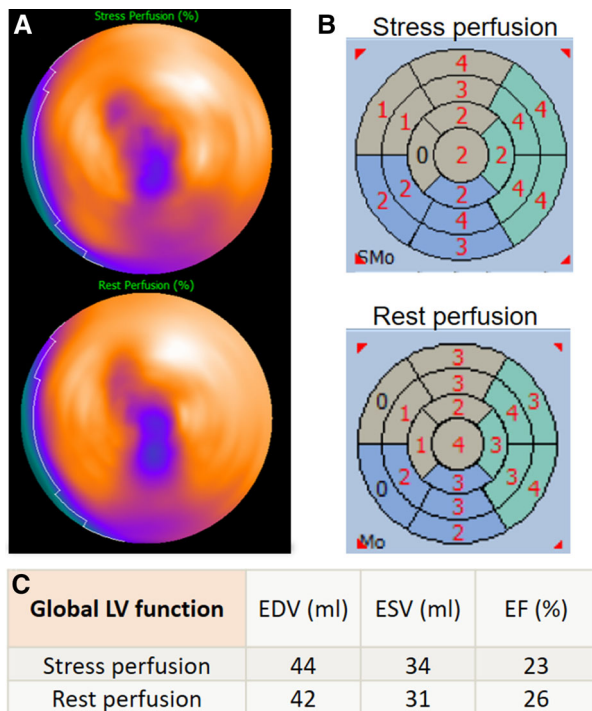 A
Stress Perfusion (%)
Rest Perfusion (%)
B
Stress perfusion
4
3
1 4
1 2 4
0 2 2
2 2 4
2 4
4
3
SMo
Rest perfusion
3
3
0 3
1 2 4
1 4 3
2 3 3
0 4
3
2
Mo
C
Global LV function EDV (ml) ESV (ml) EF (%)
Stress perfusion 44 34 23
Rest perfusion 42 31 26